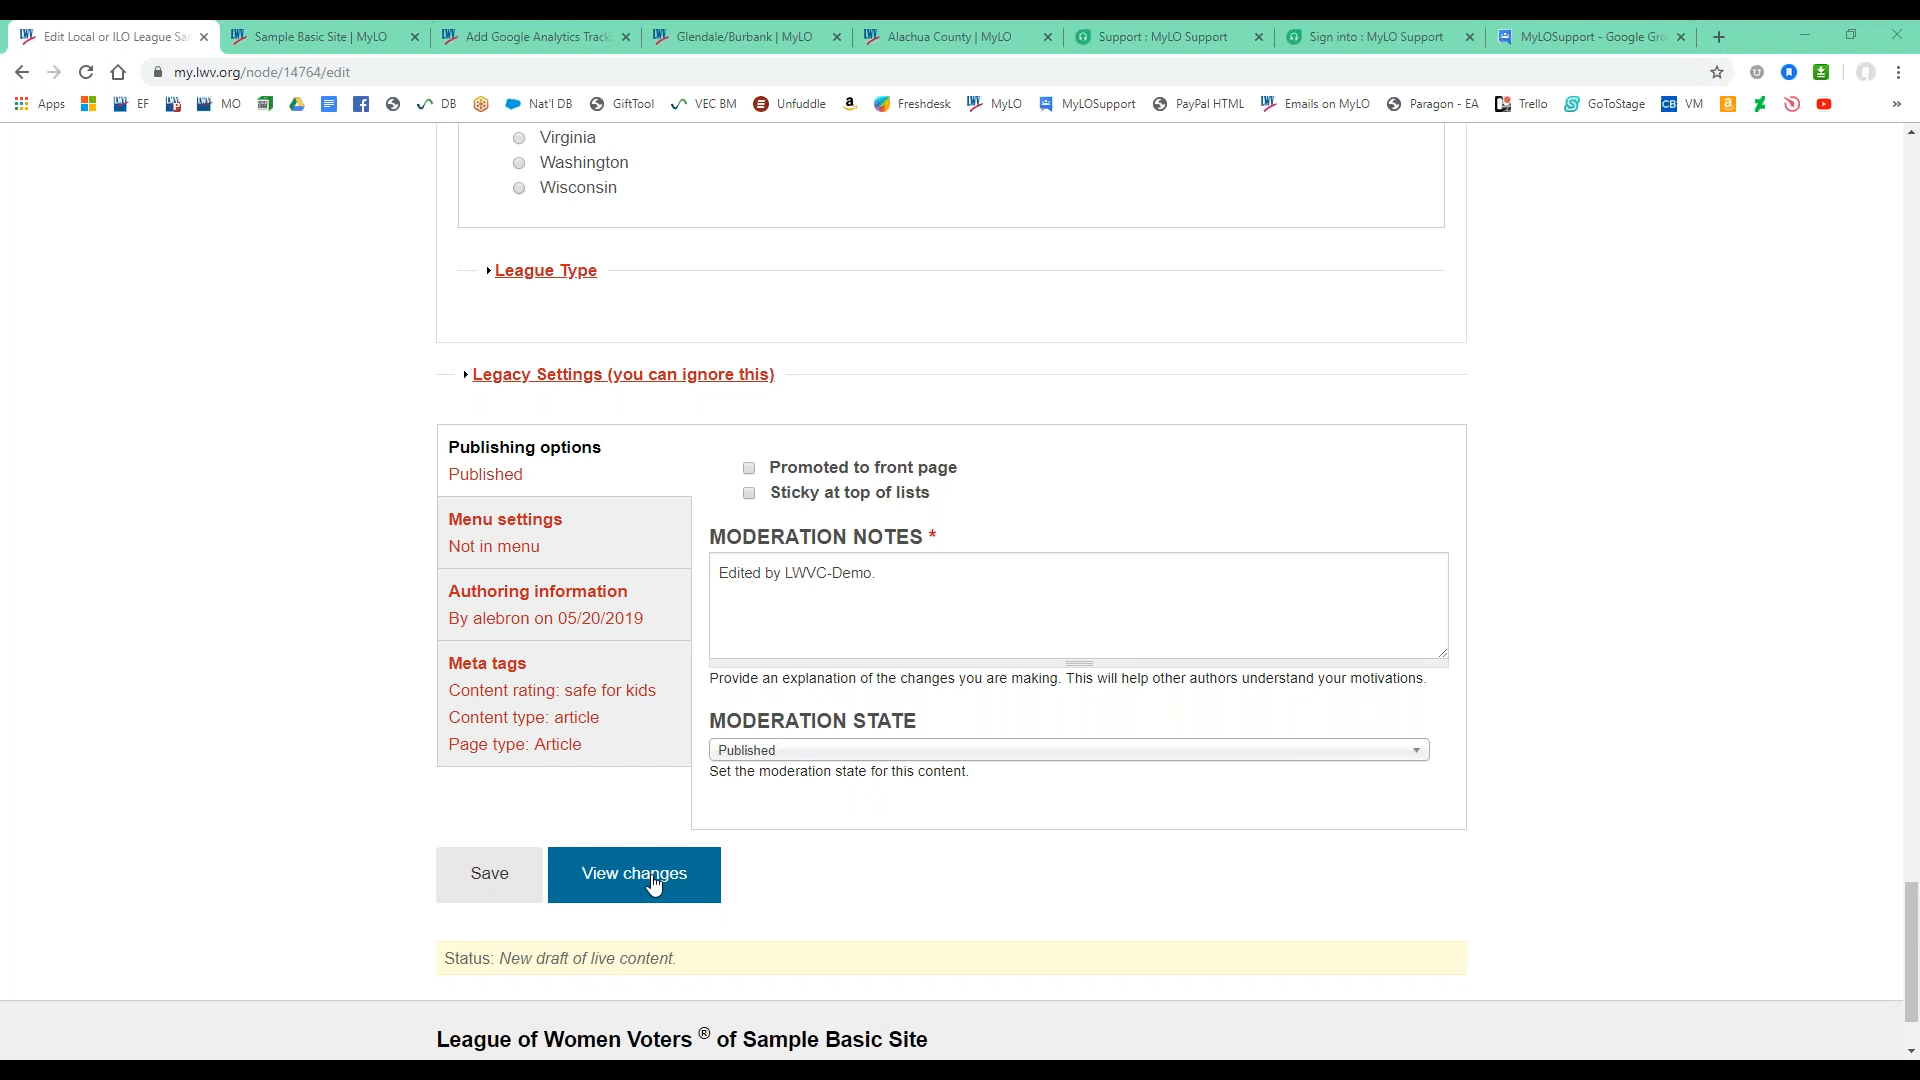 Edit Local or ILO League Sa
Sample Basic Site | MyLO
Add Google Analytics Track
Glendale/Burbank | MyLO
Alachua County | MyLO
Support : MyLO Support
Sign into : MyLO Support
MyLOSupport - Google Gro
my.lwv.org/node/14764/edit
Apps
EF
MO
DB
Nat'l DB
GiftTool
VEC BM
Unfuddle
Freshdesk
MyLO
MyLOSupport
PayPal HTML
Emails on MyLO
Paragon - EA
Trello
GoToStage
CB VM
Virginia
Washington
Wisconsin
League Type
Legacy Settings (you can ignore this)
Publishing options
Published
Menu settings
Not in menu
Authoring information
By alebron on 05/20/2019
Meta tags
Content rating: safe for kids
Content type: article
Page type: Article
Promoted to front page
Sticky at top of lists
MODERATION NOTES *
Edited by LWVC-Demo.
Provide an explanation of the changes you are making. This will help other authors understand your motivations.
MODERATION STATE
Published
Set the moderation state for this content.
Save
View changes
Status: New draft of live content.
League of Women Voters ® of Sample Basic Site